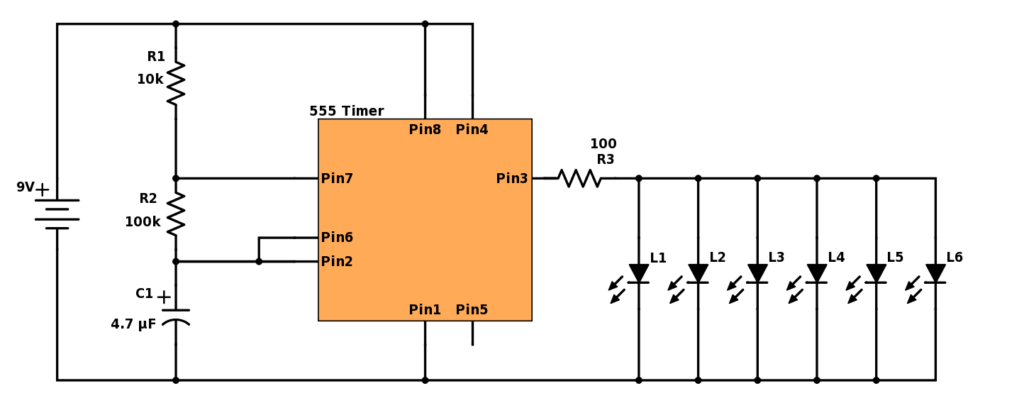 R1
10k
555 Timer
Pin8 Pin4
100
R3
9V+
Pin7
Pin3
R2
100k
Pin6
Pin2
L1 L2 L3 L4 L5 L6
C1+
4.7 µF
Pin1 Pin5